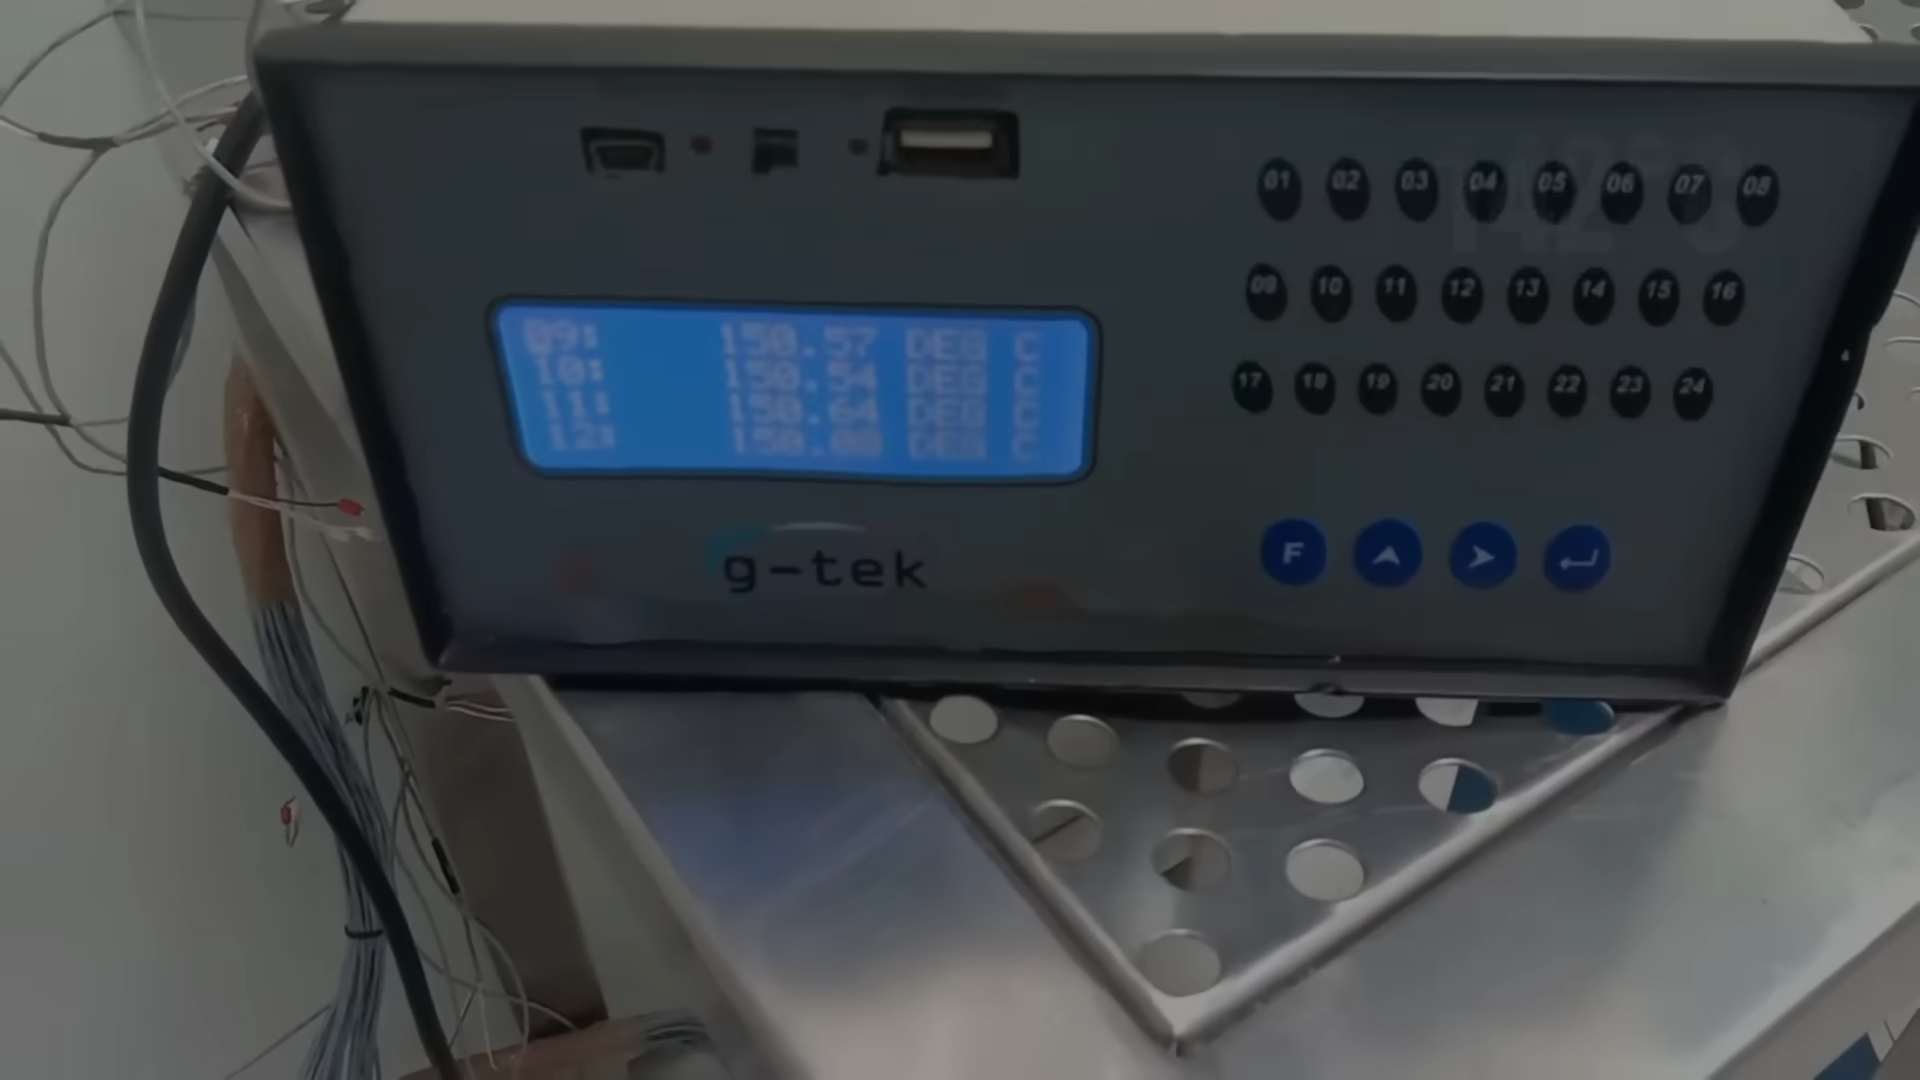 01 02 03 04 05 06 07 08
09 10 11 12 13 14 15 16
17 18 19 20 21 22 23 24
09: 150.57 DEG C
10: 150.54 DEG C
11: 150.64 DEG C
12: DEG C
g-tek
F